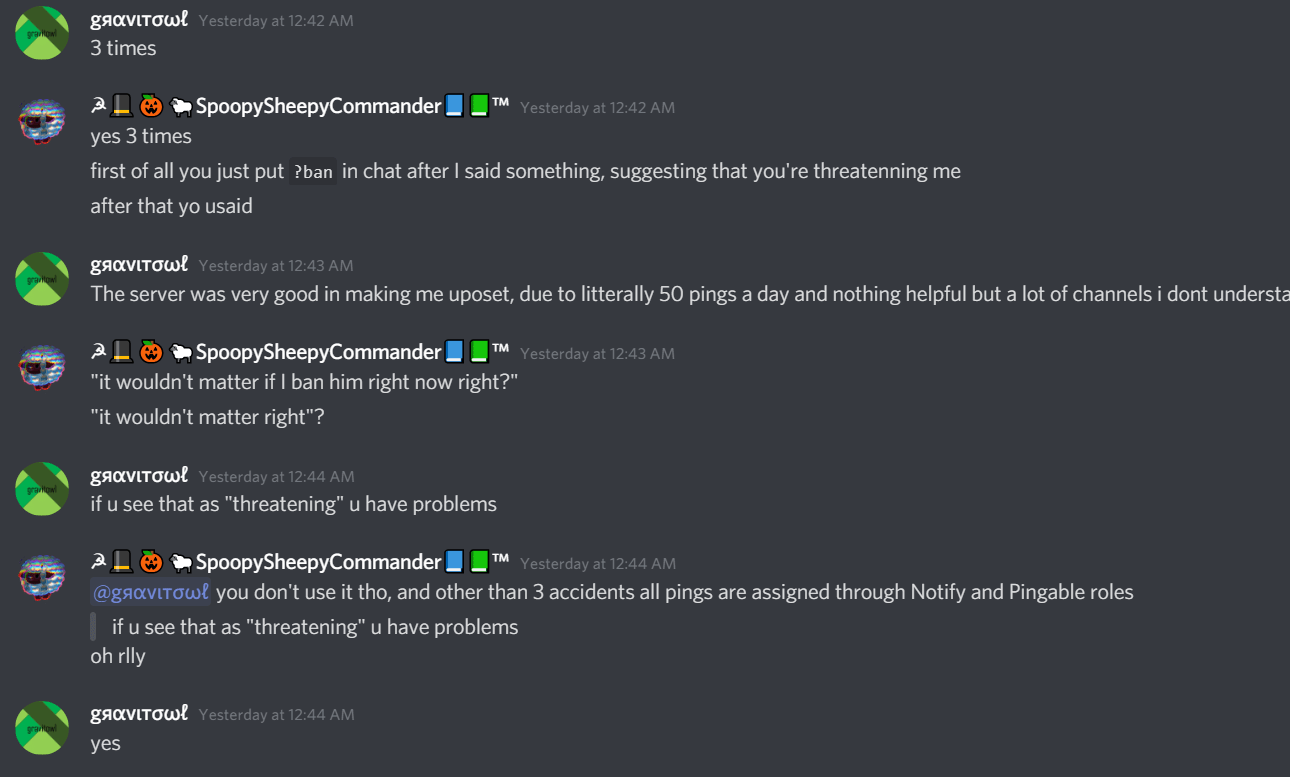 gяαvιтσωℓ Yesterday at 12:42 AM
3 times
☭🎩🎃🐑SpoopySheepyCommander📘📗™ Yesterday at 12:42 AM
yes 3 times
first of all you just put ?ban in chat after I said something, suggesting that you're threatenning me
after that yo usaid
gяαvιтσωℓ Yesterday at 12:43 AM
The server was very good in making me uposet, due to litterally 50 pings a day and nothing helpful but a lot of channels i dont understa
☭🎩🎃🐑SpoopySheepyCommander📘📗™ Yesterday at 12:43 AM
"it wouldn't matter if I ban him right now right?"
"it wouldn't matter right"?
gяαvιтσωℓ Yesterday at 12:44 AM
if u see that as "threatening" u have problems
☭🎩🎃🐑SpoopySheepyCommander📘📗™ Yesterday at 12:44 AM
@gяαvιтσωℓ you don't use it tho, and other than 3 accidents all pings are assigned through Notify and Pingable roles
if u see that as "threatening" u have problems
oh rlly
gяαvιтσωℓ Yesterday at 12:44 AM
yes